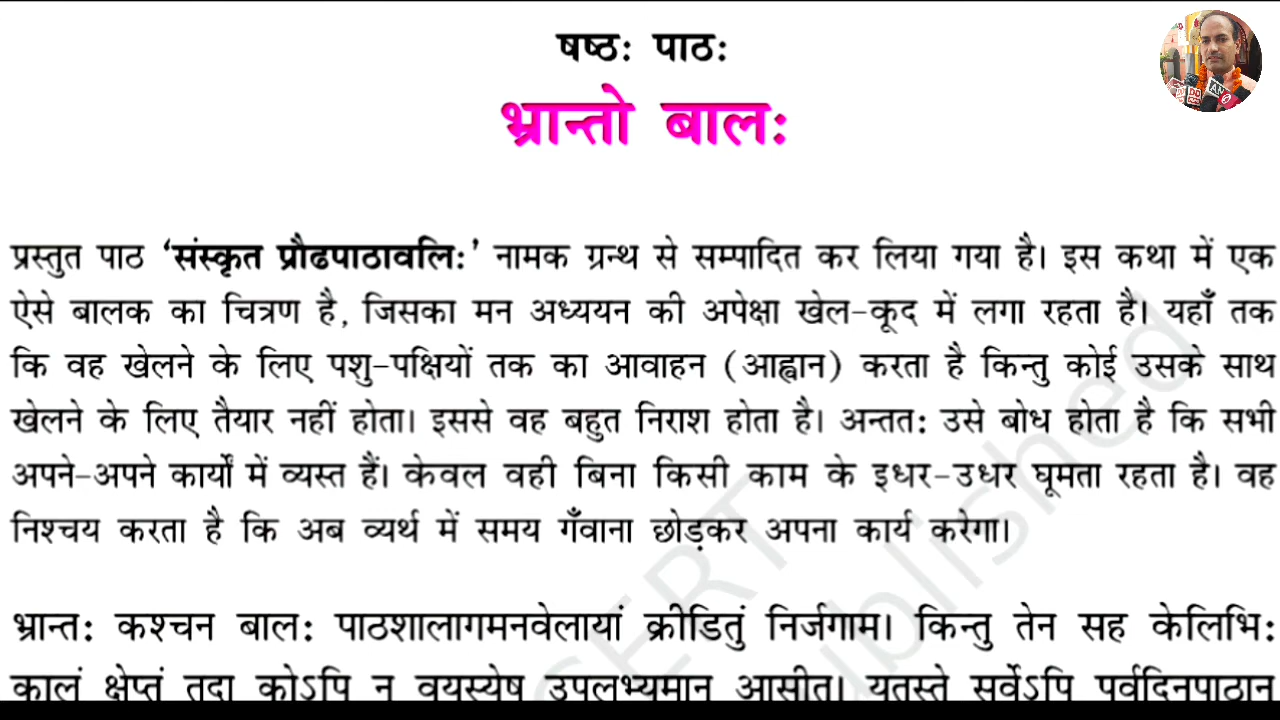 षष्ठः पाठः
भ्रान्तो बालः
प्रस्तुत पाठ ‘संस्कृत प्रौढपाठावलिः’ नामक ग्रन्थ से सम्पादित कर लिया गया है। इस कथा में एक
ऐसे बालक का चित्रण है, जिसका मन अध्ययन की अपेक्षा खेल-कूद में लगा रहता है। यहाँ तक
कि वह खेलने के लिए पशु-पक्षियों तक का आवाहन (आह्वान) करता है किन्तु कोई उसके साथ
खेलने के लिए तैयार नहीं होता। इससे वह बहुत निराश होता है। अन्ततः उसे बोध होता है कि सभी
अपने-अपने कार्यों में व्यस्त हैं। केवल वही बिना किसी काम के इधर-उधर घूमता रहता है। वह
निश्चय करता है कि अब व्यर्थ में समय गँवाना छोड़कर अपना कार्य करेगा।
भ्रान्तः कश्चन बालः पाठशालागमनवेलायां क्रीडितुं निर्जगाम। किन्तु तेन सह केलिभिः
कालं क्षेप्तुं तदा कोऽपि न वयस्येषु उपलभ्यमान आसीत्। यतस्ते सर्वेऽपि पूर्वदिनपाठान्